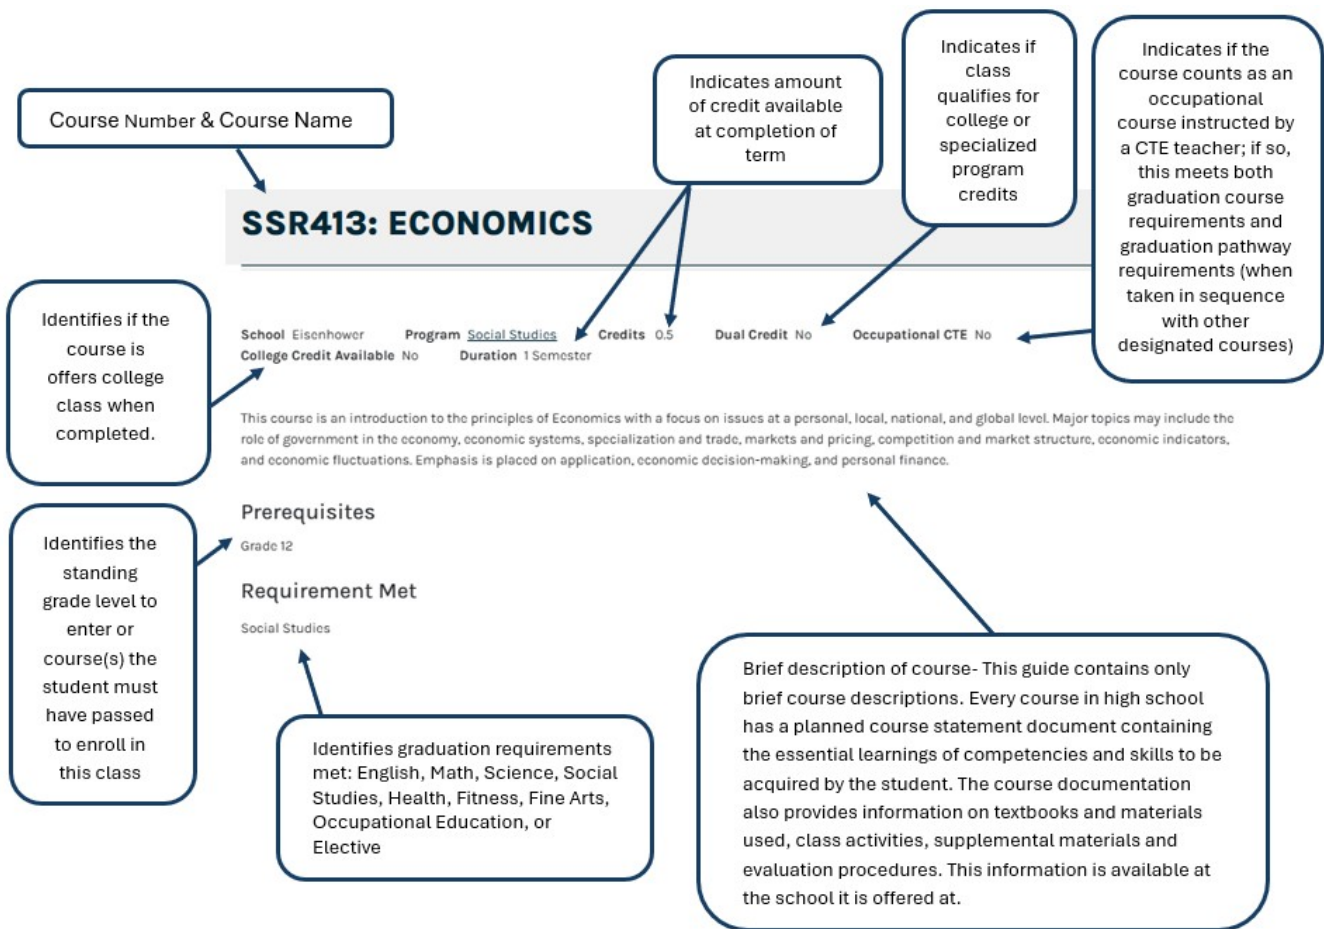 Course Number & Course Name
Indicates amount
of credit available
at completion of
term
Indicates if
class
qualifies for
college or
specialized
program
credits
Indicates if the
course counts as an
occupational
course instructed by
a CTE teacher; if so,
this meets both
graduation course
requirements and
graduation pathway
requirements (when
taken in sequence
with other
designated courses)
SSR413: ECONOMICS
Identifies if the
course is
offers college
class when
completed.
School Eisenhower Program Social Studies Credits 0.5 Dual Credit No Occupational CTE No
College Credit Available No Duration 1 Semester
This course is an introduction to the principles of Economics with a focus on issues at a personal, local, national, and global level. Major topics may include the
role of government in the economy, economic systems, specialization and trade, markets and pricing, competition and market structure, economic indicators,
and economic fluctuations. Emphasis is placed on application, economic decision-making, and personal finance.
Prerequisites
Grade 12
Requirement Met
Social Studies
Identifies the
standing
grade level to
enter or
course(s) the
student must
have passed
to enroll in
this class
Identifies graduation requirements
met: English, Math, Science, Social
Studies, Health, Fitness, Fine Arts,
Occupational Education, or
Elective
Brief description of course- This guide contains only
brief course descriptions. Every course in high school
has a planned course statement document containing
the essential learnings of competencies and skills to be
acquired by the student. The course documentation
also provides information on textbooks and materials
used, class activities, supplemental materials and
evaluation procedures. This information is available at
the school it is offered at.